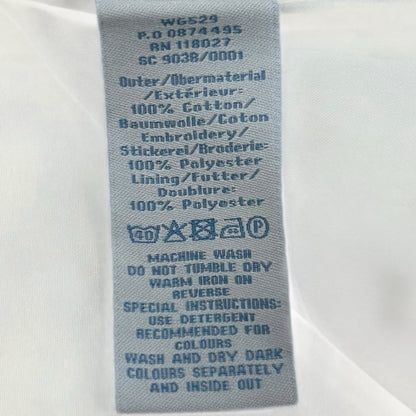 WG529
P.O 0874495
RN 118027
SC 9038/0001
Outer/Obermaterial
/Extérieur:
100% Cotton/
Baumwolle/Coton
Embroidery/
Stickerei/Broderie:
100% Polyester
Lining/Futter/
Doublure:
100% Polyester
40 P
MACHINE WASH
DO NOT TUMBLE DRY
WARM IRON ON
REVERSE
SPECIAL INSTRUCTIONS:
USE DETERGENT
RECOMMENDED FOR
COLOURS
WASH AND DRY DARK
COLOURS SEPARATELY
AND INSIDE OUT